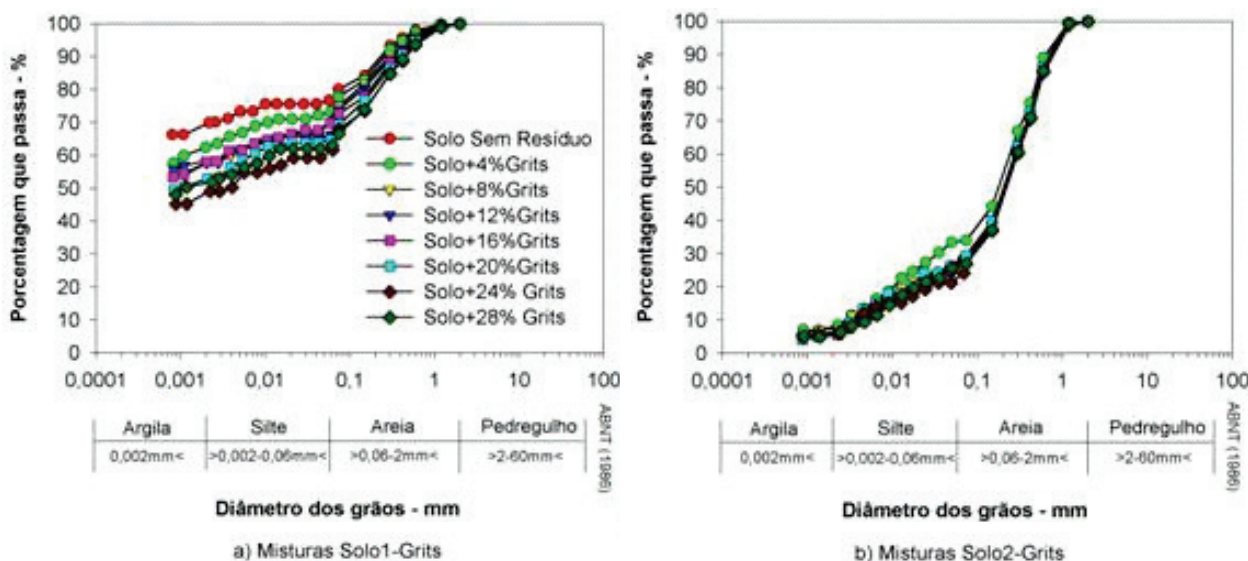 Porcentagem que passa - %
100
90
80
70
60
50
40
30
20
10
0
Solo Sem Resíduo
Solo+4%Grits
Solo+8%Grits
Solo+12%Grits
Solo+16%Grits
Solo+20%Grits
Solo+24% Grits
Solo+28% Grits
0,0001 0,001 0,01 0,1 1 10 100
Argila Silte Areia Pedregulho
0,002mm< >0,002-0,06mm< >0,06-2mm< >2-60mm<
ABNT (1986)
Diâmetro dos grãos - mm
a) Misturas Solo1-Grits
Porcentagem que passa - %
100
90
80
70
60
50
40
30
20
10
0
0,0001 0,001 0,01 0,1 1 10 100
Argila Silte Areia Pedregulho
0,002mm< >0,002-0,06mm< >0,06-2mm< >2-60mm<
ABNT (1986)
Diâmetro dos grãos - mm
b) Misturas Solo2-Grits